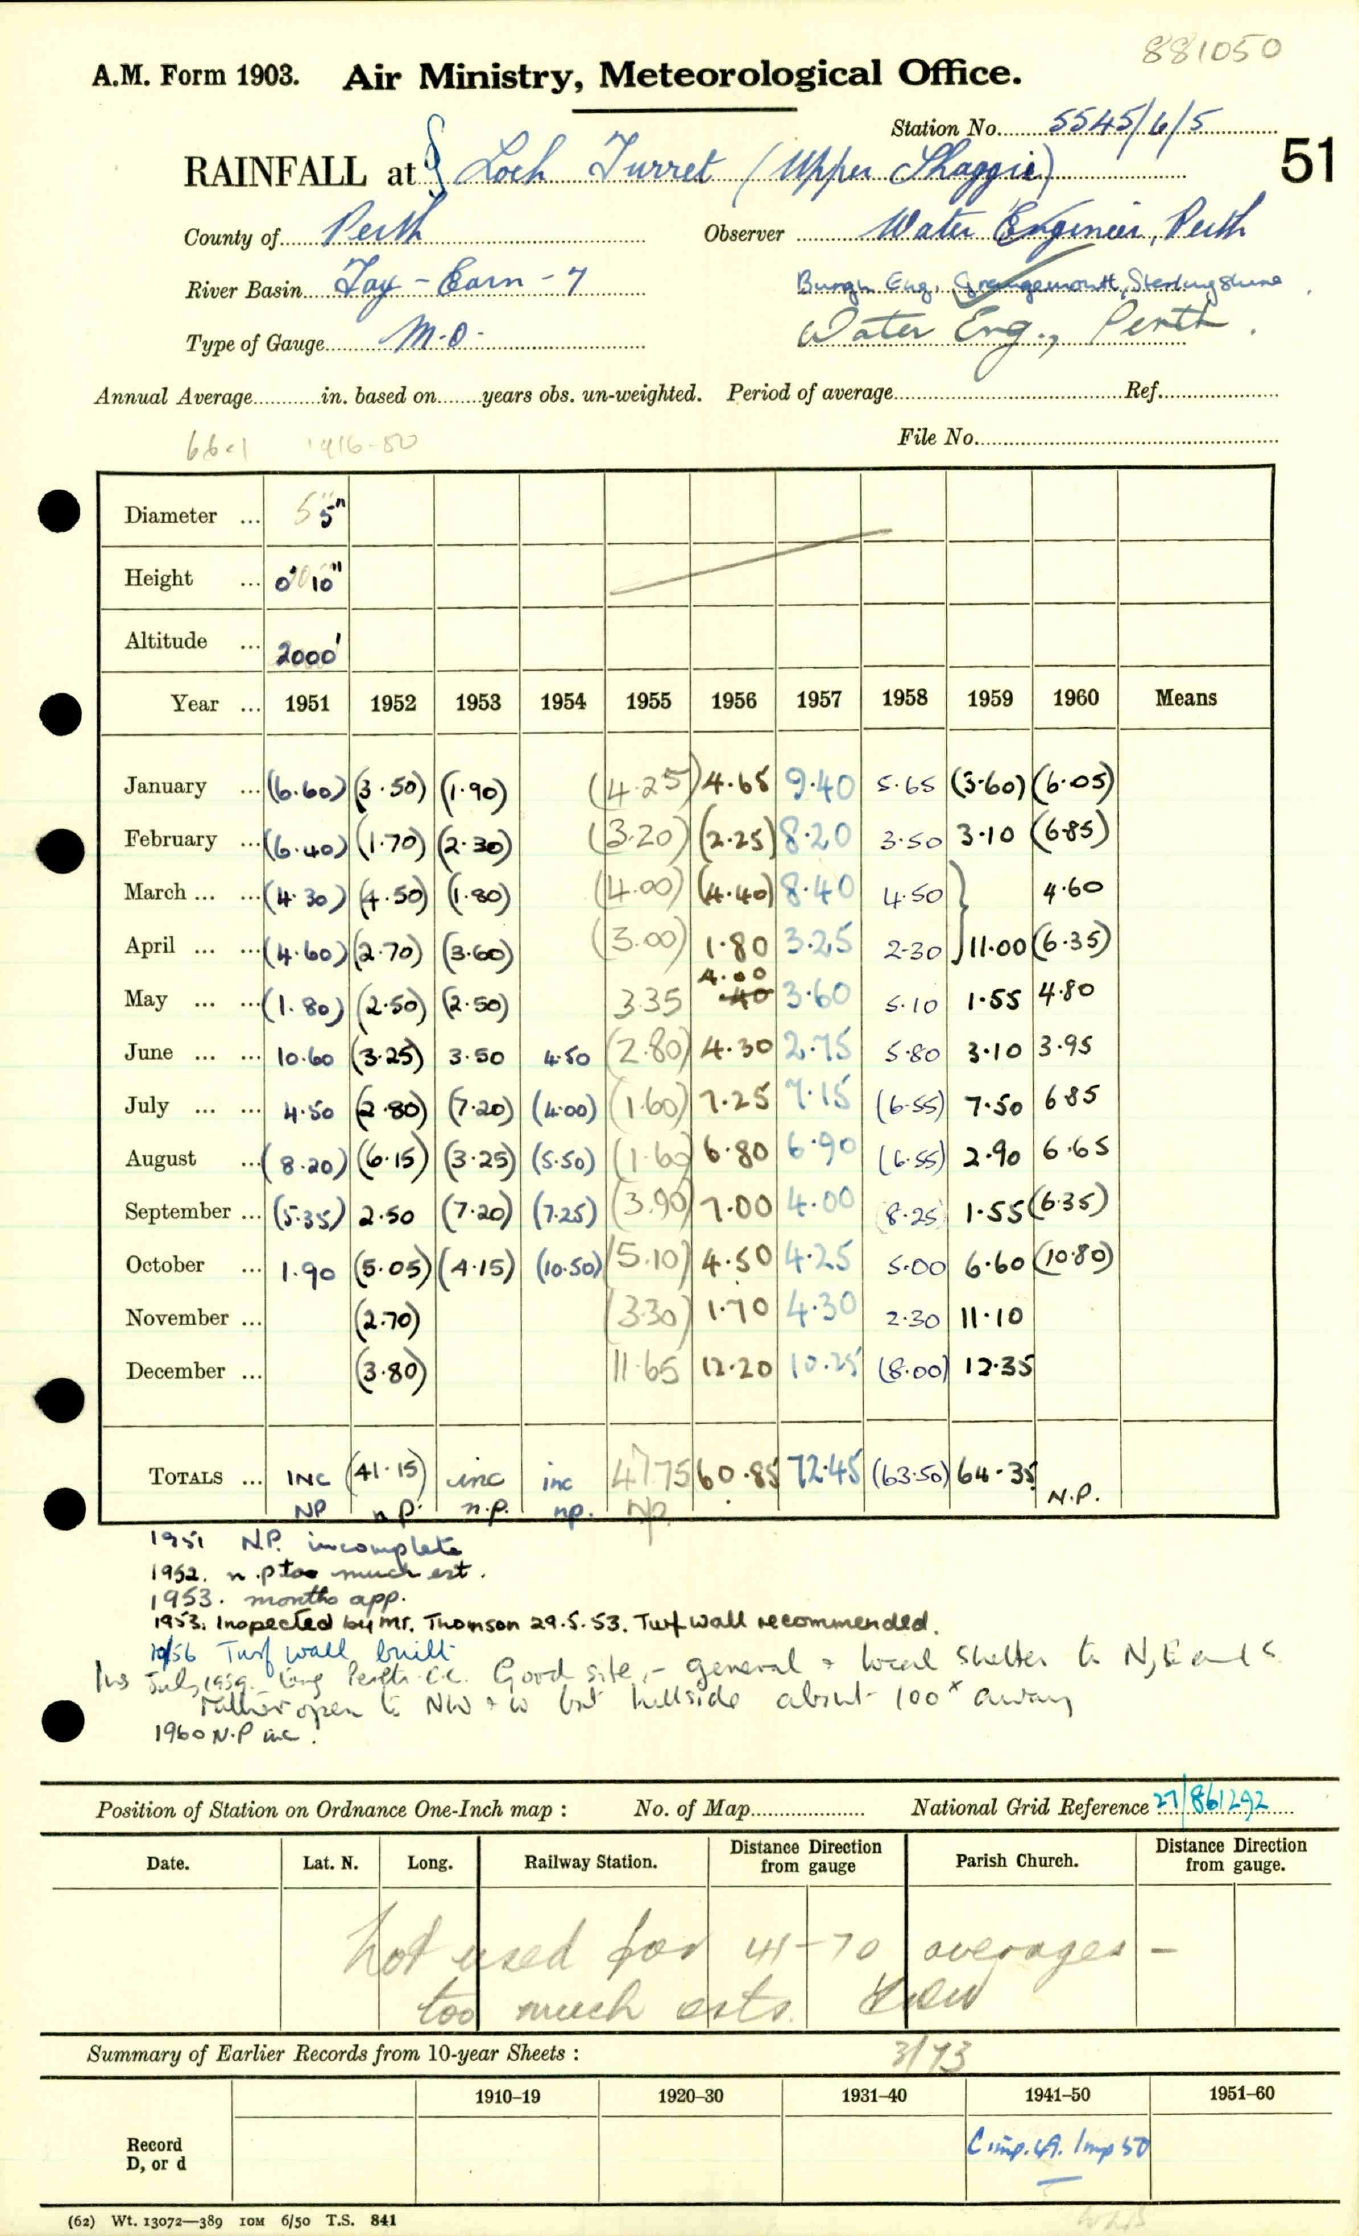 881050
A.M. Form 1903. Air Ministry, Meteorological Office.
Station No. 5545/6/5
RAINFALL at Loch Turret (Upper Shaggie) 51
County of Perth Observer Water Engineer, Perth
River Basin Tay - Earn - 7 Burgh Eng. Grangemouth, Stirlingshire
Type of Gauge M.O. Water Eng., Perth.
Annual Average............in. based on........years obs. un-weighted. Period of average............Ref............
66.1 1916-50 File No............
Diameter ... 5" 5"
Height ... 0' 10"
Altitude ... 2000'
Year ... 1951 1952 1953 1954 1955 1956 1957 1958 1959 1960 Means
January ... (6.60) (3.50) (1.90) (4.25) 4.65 9.40 5.65 (3.60) (6.05)
February ... (6.40) (1.70) (2.30) (3.20) (2.25) 8.20 3.50 3.10 (6.85)
March ... ... (4.30) (4.50) (1.80) (4.00) (4.40) 8.40 4.50 } 4.60
April ... ... (4.60) (2.70) (3.60) (3.00) 1.80 3.25 2.30 } 11.00 (6.35)
May ... ... (1.80) (2.50) (2.50) 3.35 4.00 3.60 5.10 1.55 4.80
June ... ... 10.60 (3.25) 3.50 4.50 (2.80) 4.30 2.75 5.80 3.10 3.95
July ... ... 4.50 (2.80) (7.20) (4.00) (1.60) 7.25 7.15 (6.55) 7.50 6.85
August ... (8.20) (6.15) (3.25) (5.50) (1.60) 6.80 6.90 (6.55) 2.90 6.65
September ... (5.35) 2.50 (7.20) (7.25) (3.90) 7.00 4.00 (8.25) 1.55 (6.35)
October ... 1.90 (5.05) (4.15) (10.50) (5.10) 4.50 4.25 5.00 6.60 (10.80)
November ... (2.70) (3.30) 1.70 4.30 2.30 11.10
December ... (3.80) 11.65 12.20 10.25 (8.00) 12.35
TOTALS ... INC (41.15) inc inc 47.75 60.85 72.45 (63.50) 64.35
NP n.P. n.p. np. np. N.P.
1951 N.P. incomplete
1952. n.p too much est.
1953. months app.
1953. Inspected by Mr. Thomson 29.5.53. Turf wall recommended.
10/56 Turf wall built
Ins July 1959. Good site, - general & local shelter to N, E and S
rather open to NW & W but hillside about 100x away
1960 N.P inc.
Position of Station on Ordnance One-Inch map : No. of Map............ National Grid Reference 27/861292
Date. Lat. N. Long. Railway Station. Distance Direction from gauge Parish Church. Distance Direction from gauge.
Not used for 41-70 averages -
too much ests.
3/73
Summary of Earlier Records from 10-year Sheets :
1910–19 1920–30 1931–40 1941–50 1951–60
Record D, or d C imp. 49. Imp 50
(62) Wt. 13072—389 10M 6/50 T.S. 841